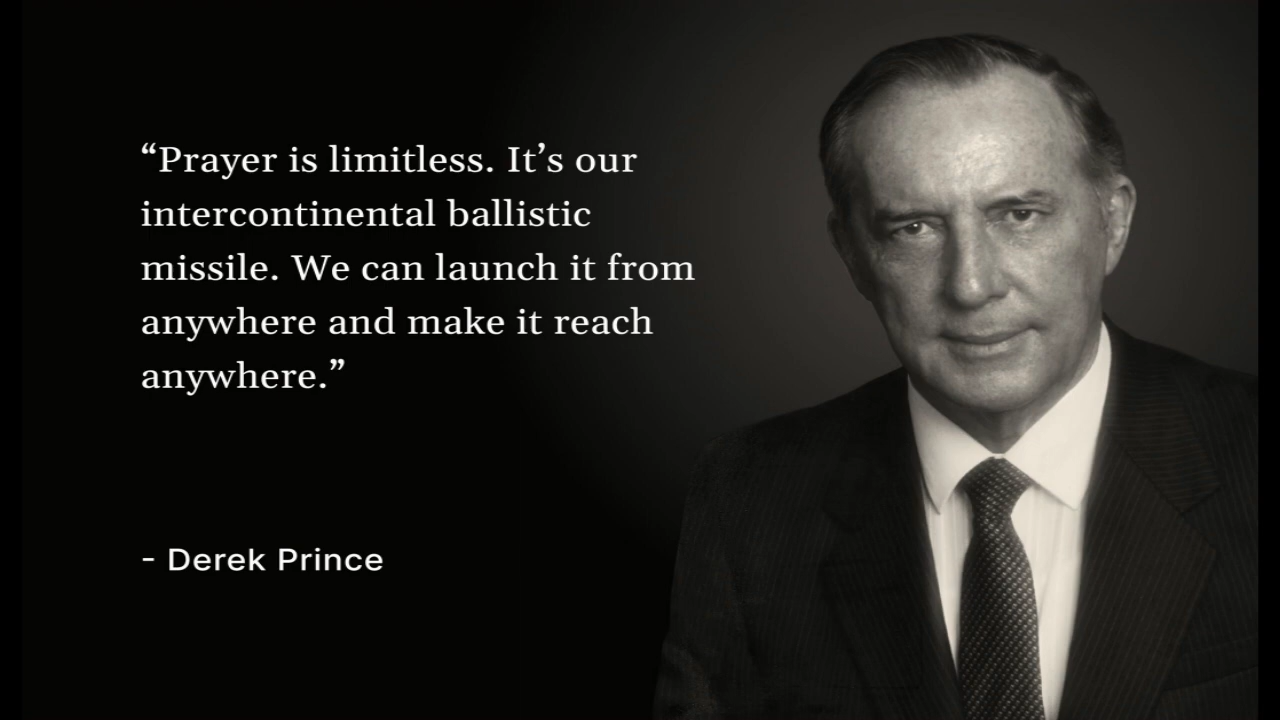 “Prayer is limitless. It’s our
intercontinental ballistic
missile. We can launch it from
anywhere and make it reach
anywhere.”
- Derek Prince